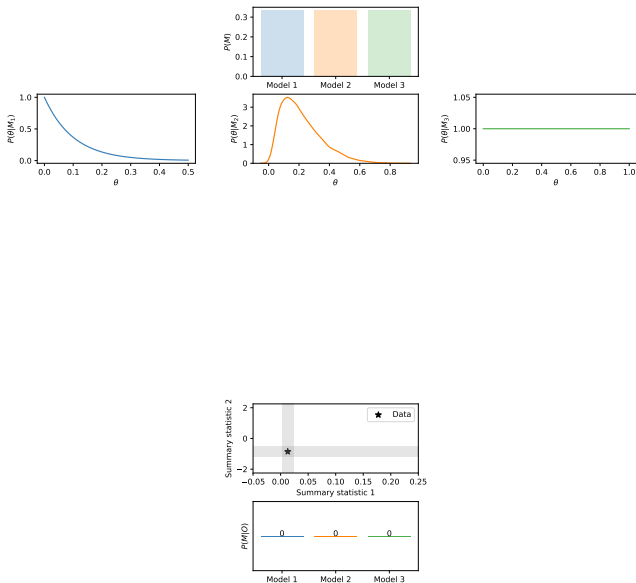 0.3
0.2
0.1
0.0
P(M)
Model 1 Model 2 Model 3
1.0
0.5
0.0
P(θ|M₁)
0.0 0.1 0.2 0.3 0.4 0.5
θ
3
2
1
0
P(θ|M₂)
0.0 0.2 0.4 0.6 0.8
θ
1.05
1.00
0.95
P(θ|M₃)
0.0 0.2 0.4 0.6 0.8 1.0
θ
2
0
−2
Summary statistic 2
Data
−0.05 0.00 0.05 0.10 0.15 0.20 0.25
Summary statistic 1
P(M|O)
0 0 0
Model 1 Model 2 Model 3